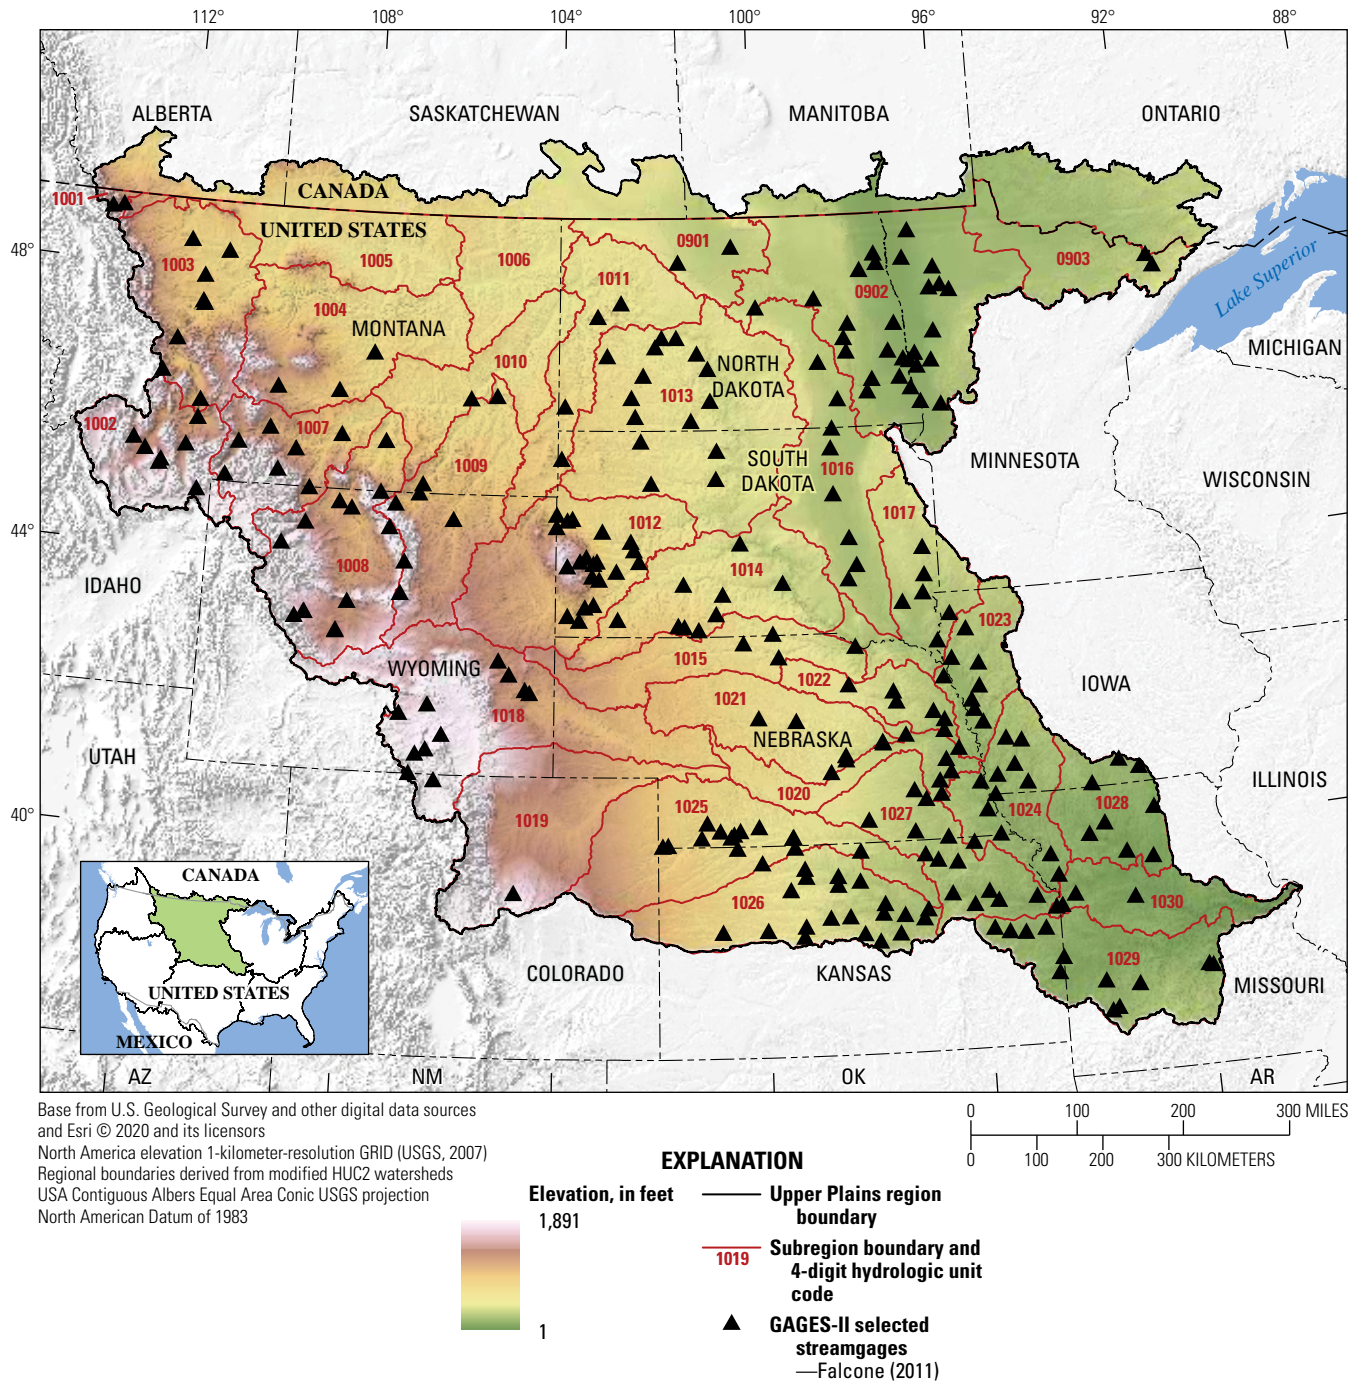 112°
108°
104°
100°
96°
92°
88°
ALBERTA
SASKATCHEWAN
MANITOBA
ONTARIO
1001
CANADA
UNITED STATES
48°
1003
1005
1006
0901
1011
0902
0903
Lake Superior
1004
MONTANA
1010
NORTH
DAKOTA
1013
MICHIGAN
1002
1007
1009
SOUTH
DAKOTA
1016
MINNESOTA
WISCONSIN
44°
1012
1017
IDAHO
1008
1014
1023
WYOMING
1015
1022
1021
IOWA
1018
NEBRASKA
UTAH
1020
ILLINOIS
40°
1019
1025
1027
1024
1028
1026
1030
COLORADO
KANSAS
1029
MISSOURI
CANADA
UNITED STATES
MEXICO
AZ
NM
OK
AR
Base from U.S. Geological Survey and other digital data sources
and Esri © 2020 and its licensors
North America elevation 1-kilometer-resolution GRID (USGS, 2007)
Regional boundaries derived from modified HUC2 watersheds
USA Contiguous Albers Equal Area Conic USGS projection
North American Datum of 1983
0 100 200 300 MILES
0 100 200 300 KILOMETERS
EXPLANATION
Elevation, in feet
1,891
1
Upper Plains region
boundary
1019
Subregion boundary and
4-digit hydrologic unit
code
GAGES-II selected
streamgages
—Falcone (2011)